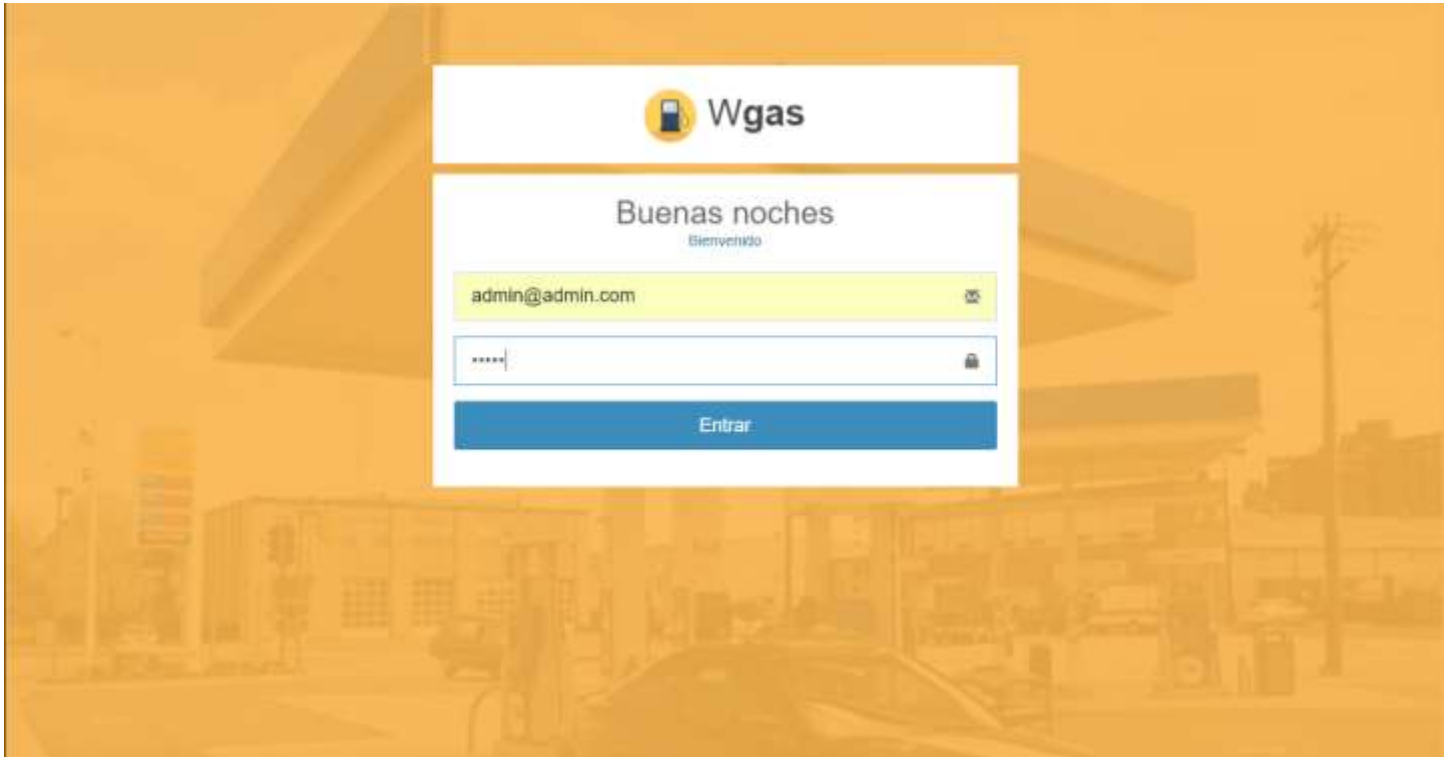 Wgas
Buenas noches
Bienvenido
admin@admin.com
•••••
Entrar